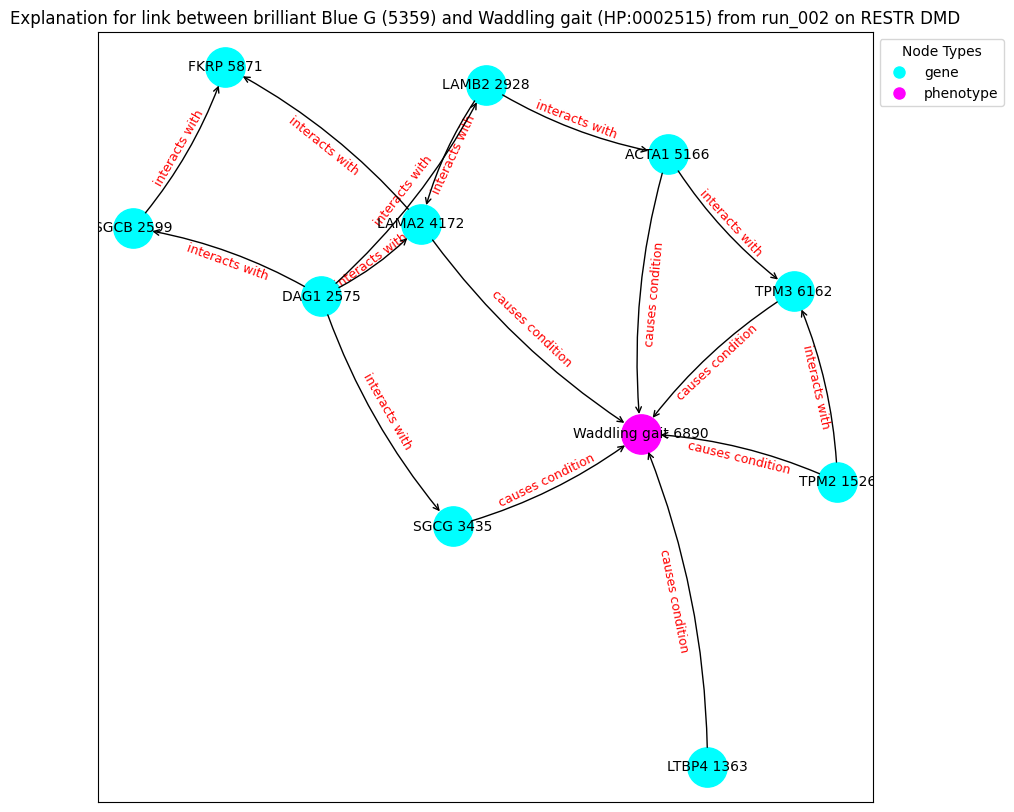 Explanation for link between brilliant Blue G (5359) and Waddling gait (HP:0002515) from run_002 on RESTR DMD
Node Types
gene
phenotype
FKRP 5871
LAMB2 2928
interacts with
interacts with
interacts with
interacts with
ACTA1 5166
interacts with
interacts with
SGCB 2599
LAMA2 4172
interacts with
interacts with
causes condition
DAG1 2575
TPM3 6162
causes condition
causes condition
interacts with
interacts with
Waddling gait 6890
causes condition
causes condition
TPM2 1526
SGCG 3435
causes condition
LTBP4 1363